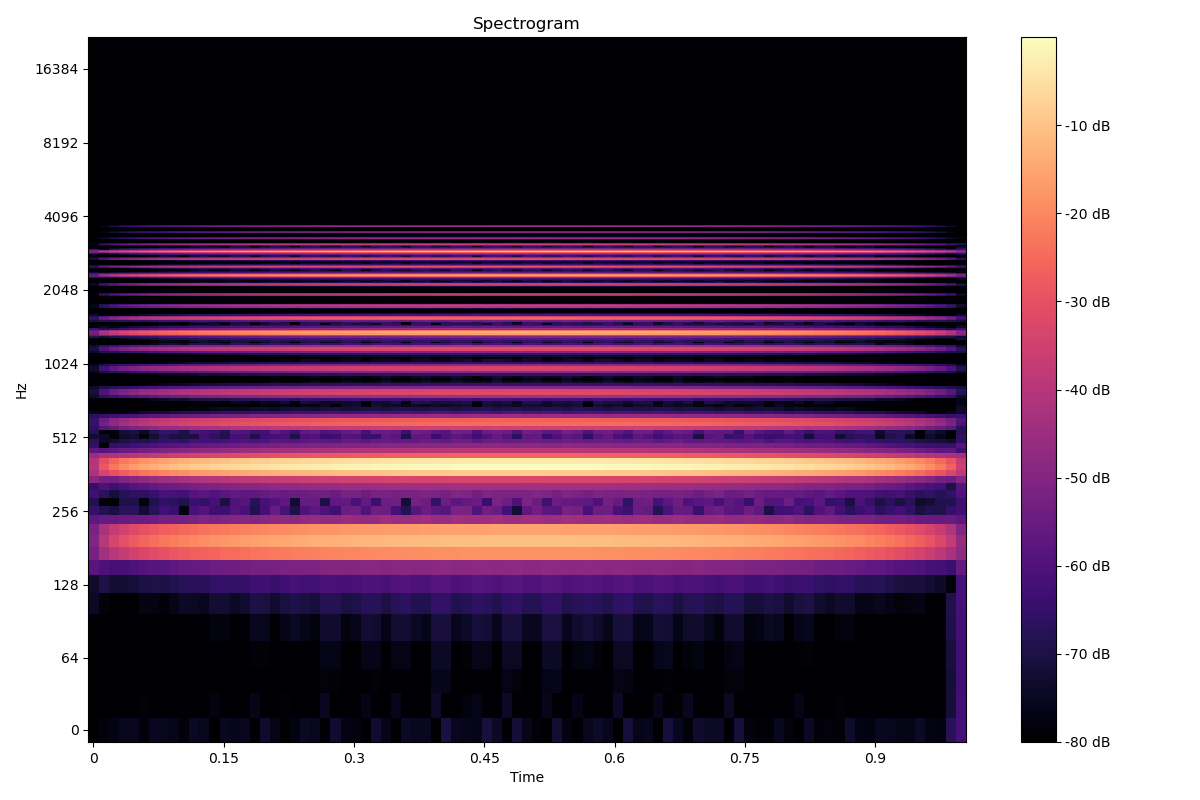 Spectrogram
16384
8192
4096
2048
1024
512
256
128
64
0
Hz
0 0.15 0.3 0.45 0.6 0.75 0.9
Time
-10 dB
-20 dB
-30 dB
-40 dB
-50 dB
-60 dB
-70 dB
-80 dB